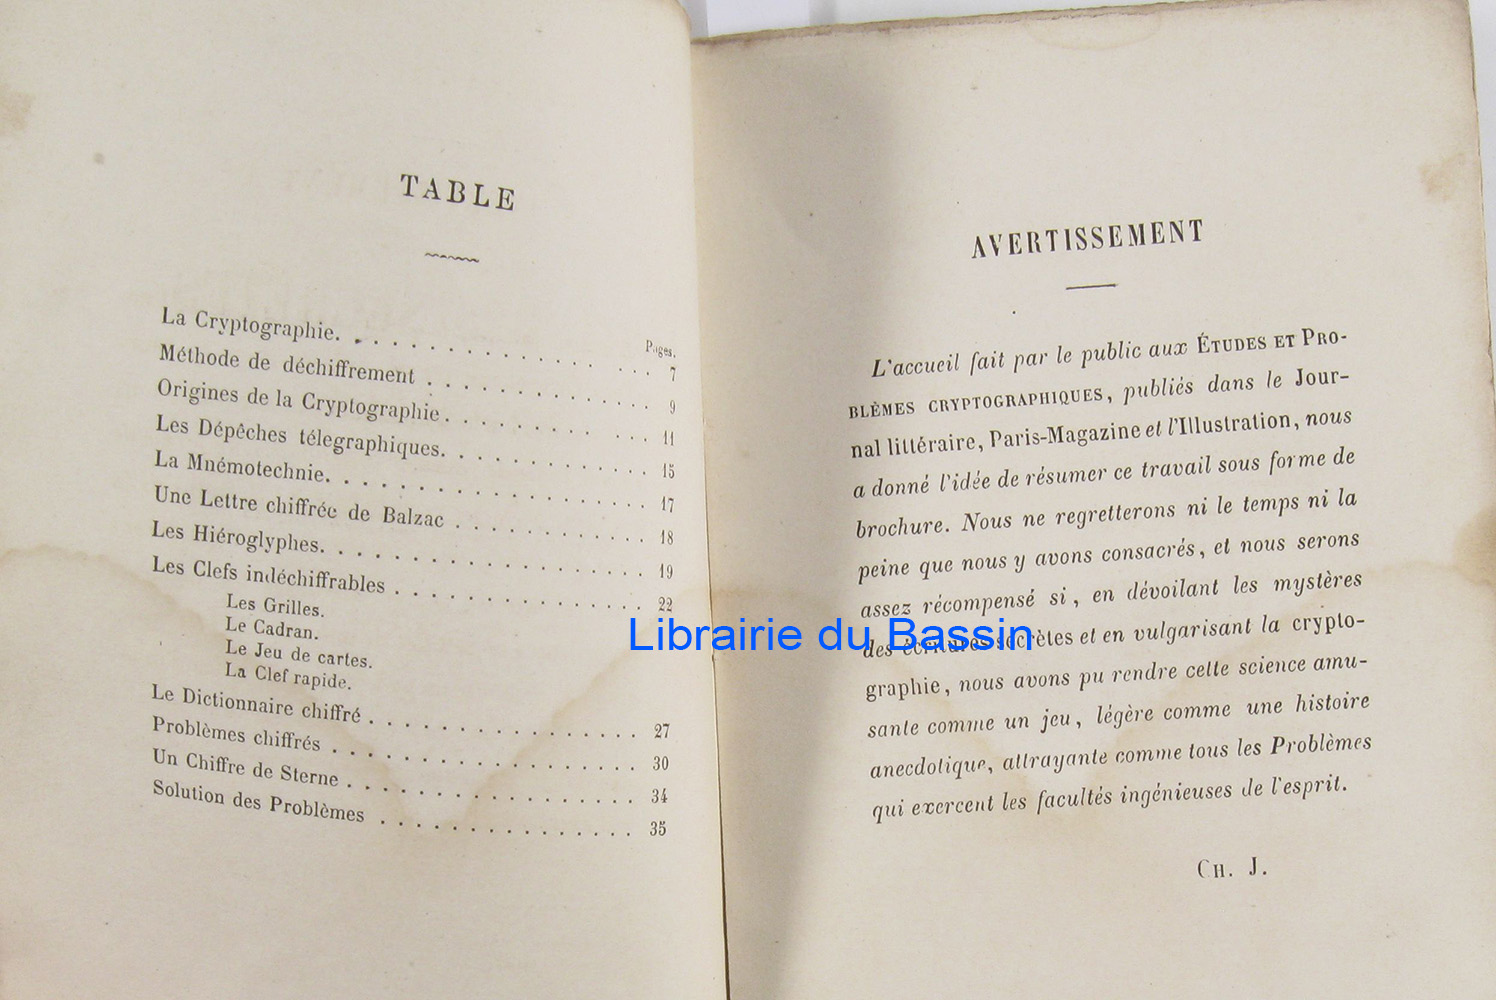 TABLE
Pages.
La Cryptographie. . . . . . . . . . . . . . . . 7
Méthode de déchiffrement . . . . . . . . . . . . 9
Origines de la Cryptographie . . . . . . . . . . 11
Les Dépêches télegraphiques. . . . . . . . . . . 15
La Mnémotechnie. . . . . . . . . . . . . . . . . 17
Une Lettre chiffrée de Balzac . . . . . . . . . . 18
Les Hiéroglyphes. . . . . . . . . . . . . . . . . 19
Les Clefs indéchiffrables . . . . . . . . . . . . 22
Les Grilles.
Le Cadran.
Le Jeu de cartes.
La Clef rapide.
Le Dictionnaire chiffré . . . . . . . . . . . . . 27
Problèmes chiffrés . . . . . . . . . . . . . . . 30
Un Chiffre de Sterne . . . . . . . . . . . . . . 34
Solution des Problèmes . . . . . . . . . . . . . 35
AVERTISSEMENT
L'accueil fait par le public aux ÉTUDES ET PRO-
BLÈMES CRYPTOGRAPHIQUES, publiés dans le Jour-
nal littéraire, Paris-Magazine et l'Illustration, nous
a donné l'idée de résumer ce travail sous forme de
brochure. Nous ne regretterons ni le temps ni la
peine que nous y avons consacrés, et nous serons
assez récompensé si, en dévoilant les mystères
des écritures secrètes et en vulgarisant la crypto-
graphie, nous avons pu rendre cette science amu-
sante comme un jeu, légère comme une histoire
anecdotique, attrayante comme tous les Problèmes
qui exercent les facultés ingénieuses de l'esprit.
CH. J.
Librairie du Bassin